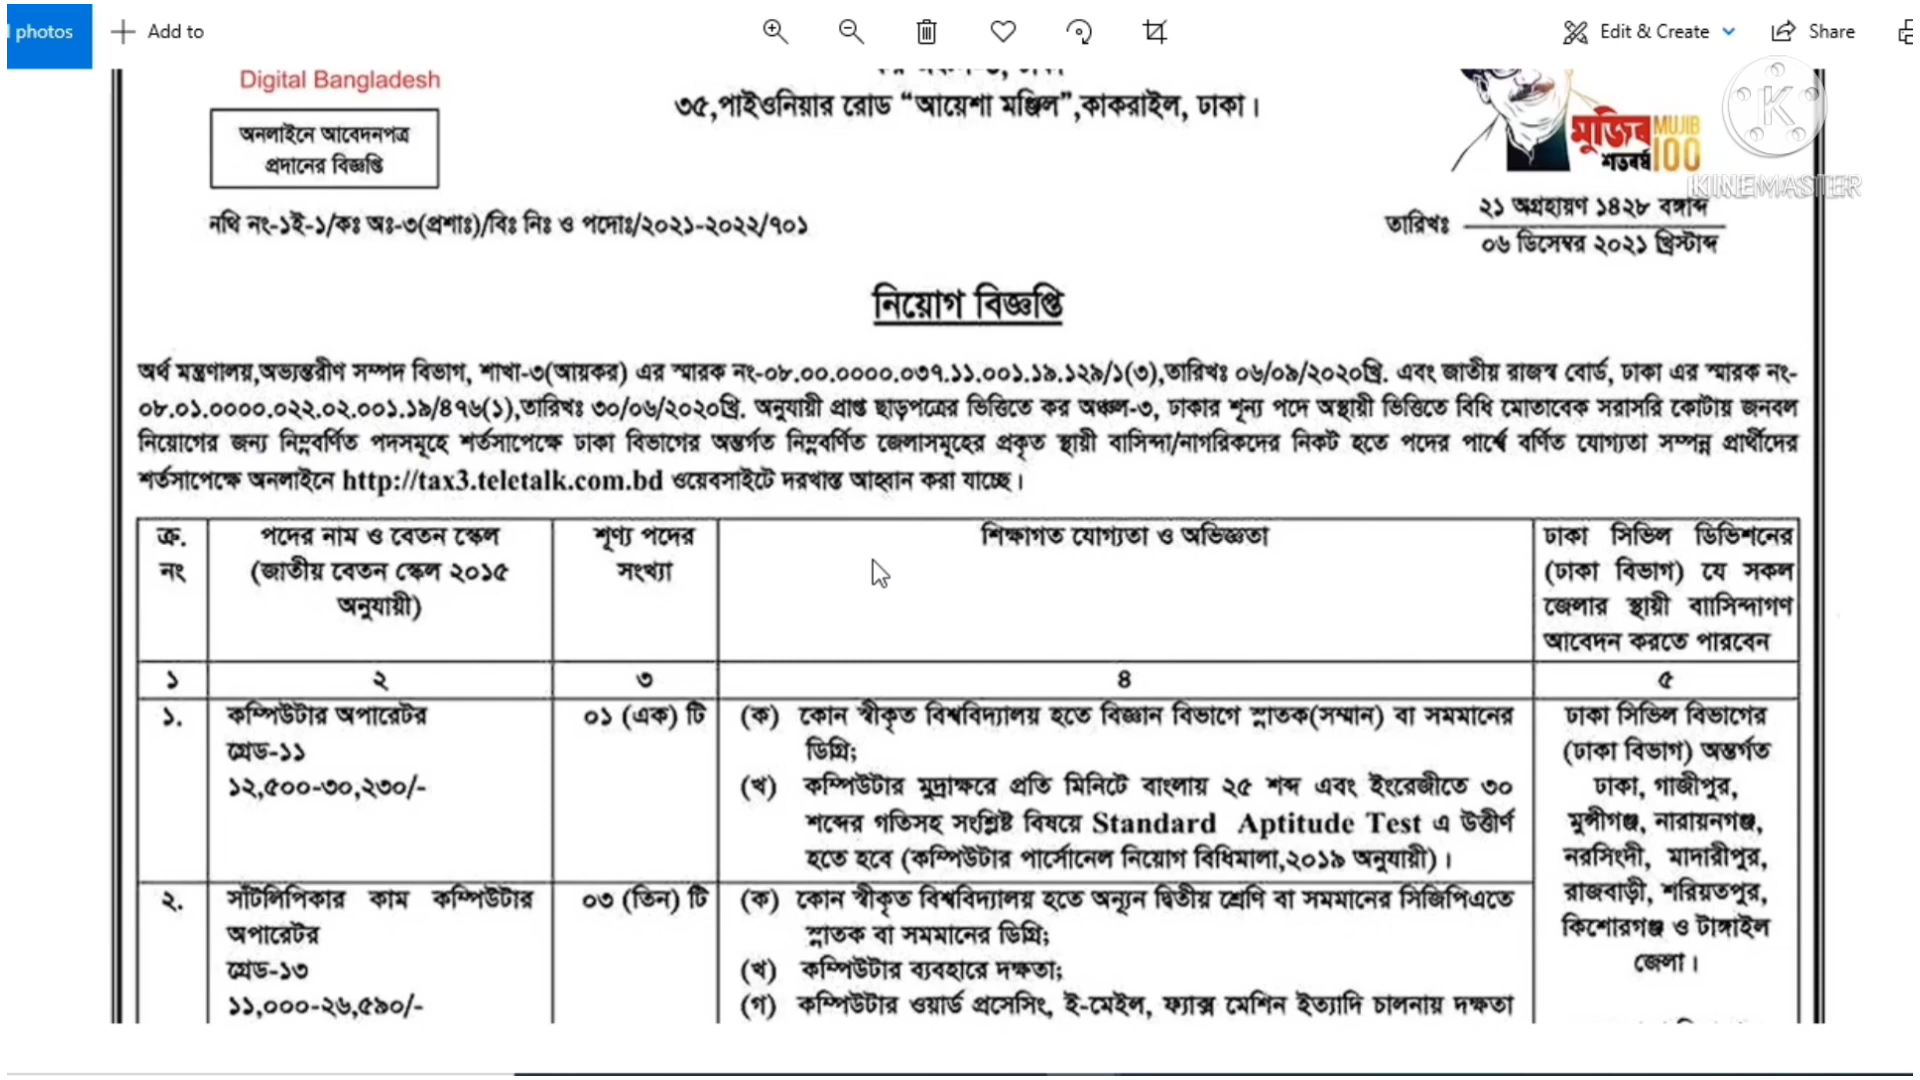 photos
Add to
Edit & Create
Share
Digital Bangladesh
৩৫,পাইওনিয়ার রোড “আয়েশা মঞ্জিল”,কাকরাইল, ঢাকা।
অনলাইনে আবেদনপত্র
প্রদানের বিজ্ঞপ্তি
মুজিব MUJIB
শতবর্ষ 100
K
KINEMASTER
নথি নং-১ই-১/কঃ অঃ-৩(প্রশাঃ)/বিঃ নিঃ ও পদোঃ/২০২১-২০২২/৭০১
তারিখঃ ২১ অগ্রহায়ণ ১৪২৮ বঙ্গাব্দ
০৬ ডিসেম্বর ২০২১ খ্রিস্টাব্দ
নিয়োগ বিজ্ঞপ্তি
অর্থ মন্ত্রণালয়,অভ্যন্তরীণ সম্পদ বিভাগ, শাখা-৩(আয়কর) এর স্মারক নং-০৮.০০.০০০০.০৩৭.১১.০০১.১৯.১২৯/১(৩),তারিখঃ ০৬/০৯/২০২০খ্রি. এবং জাতীয় রাজস্ব বোর্ড, ঢাকা এর স্মারক নং-
০৮.০১.০০০০.০২২.০২.০০১.১৯/৪৭৬(১),তারিখঃ ৩০/০৬/২০২০খ্রি. অনুযায়ী প্রাপ্ত ছাড়পত্রের ভিত্তিতে কর অঞ্চল-৩, ঢাকার শূন্য পদে অস্থায়ী ভিত্তিতে বিধি মোতাবেক সরাসরি কোটায় জনবল
নিয়োগের জন্য নিম্নবর্ণিত পদসমূহে শর্তসাপেক্ষে ঢাকা বিভাগের অন্তর্গত নিম্নবর্ণিত জেলাসমূহের প্রকৃত স্থায়ী বাসিন্দা/নাগরিকদের নিকট হতে পদের পার্শ্বে বর্ণিত যোগ্যতা সম্পন্ন প্রার্থীদের
শর্তসাপেক্ষে অনলাইনে http://tax3.teletalk.com.bd ওয়েবসাইটে দরখাস্ত আহ্বান করা যাচ্ছে।
ক্র.
নং
পদের নাম ও বেতন স্কেল
(জাতীয় বেতন স্কেল ২০১৫
অনুযায়ী)
শূণ্য পদের
সংখ্যা
শিক্ষাগত যোগ্যতা ও অভিজ্ঞতা
ঢাকা সিভিল ডিভিশনের
(ঢাকা বিভাগ) যে সকল
জেলার স্থায়ী বাাসিন্দাগণ
আবেদন করতে পারবেন
১ ২ ৩ ৪ ৫
১.
কম্পিউটার অপারেটর
গ্রেড-১১
১২,৫০০-৩০,২৩০/-
০১ (এক) টি
(ক) কোন স্বীকৃত বিশ্ববিদ্যালয় হতে বিজ্ঞান বিভাগে স্নাতক(সম্মান) বা সমমানের
ডিগ্রি;
(খ) কম্পিউটার মুদ্রাক্ষরে প্রতি মিনিটে বাংলায় ২৫ শব্দ এবং ইংরেজীতে ৩০
শব্দের গতিসহ সংশ্লিষ্ট বিষয়ে Standard Aptitude Test এ উত্তীর্ণ
হতে হবে (কম্পিউটার পার্সোনেল নিয়োগ বিধিমালা,২০১৯ অনুযায়ী)।
ঢাকা সিভিল বিভাগের
(ঢাকা বিভাগ) অন্তর্গত
ঢাকা, গাজীপুর,
মুন্সীগঞ্জ, নারায়নগঞ্জ,
নরসিংদী, মাদারীপুর,
রাজবাড়ী, শরিয়তপুর,
কিশোরগঞ্জ ও টাঙ্গাইল
জেলা।
২.
সাঁটলিপিকার কাম কম্পিউটার
অপারেটর
গ্রেড-১৩
১১,০০০-২৬,৫৯০/-
০৩ (তিন) টি
(ক) কোন স্বীকৃত বিশ্ববিদ্যালয় হতে অন্যূন দ্বিতীয় শ্রেণি বা সমমানের সিজিপিএতে
স্নাতক বা সমমানের ডিগ্রি;
(খ) কম্পিউটার ব্যবহারে দক্ষতা;
(গ) কম্পিউটার ওয়ার্ড প্রসেসিং, ই-মেইল, ফ্যাক্স মেশিন ইত্যাদি চালনায় দক্ষতা